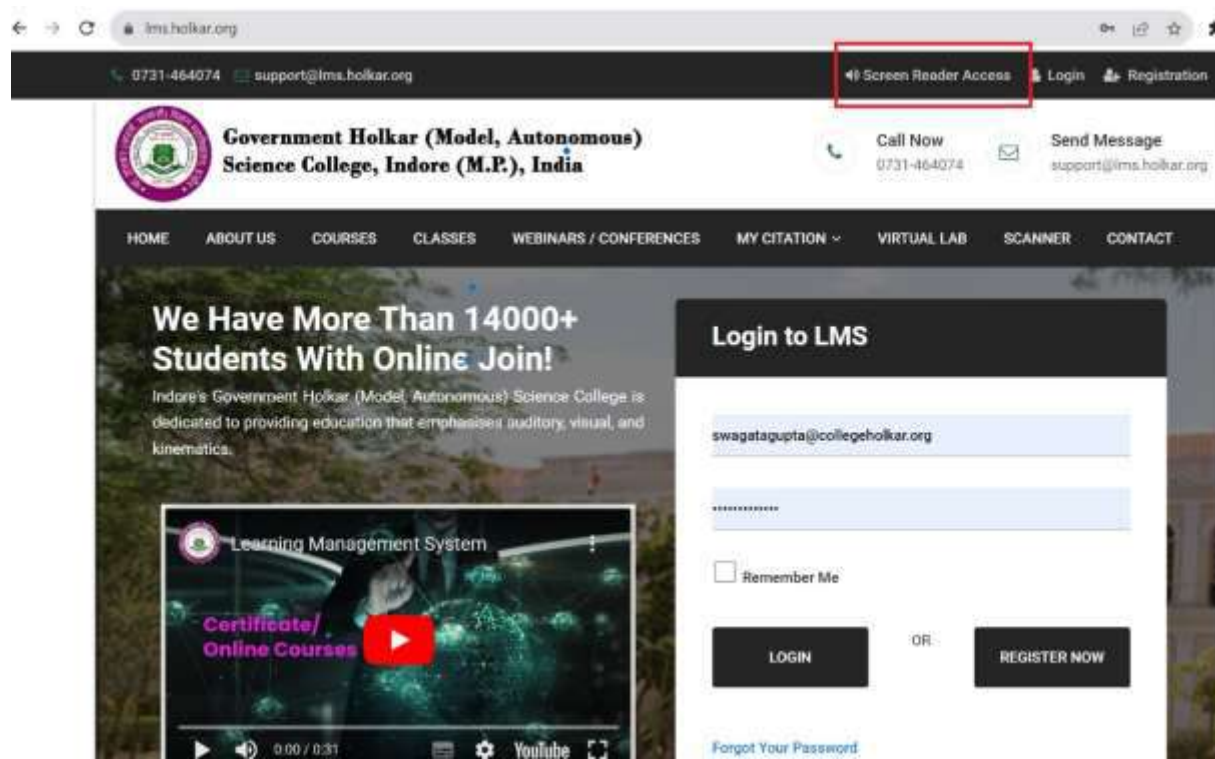 lms.holkar.org
0731-464074 support@lms.holkar.org Screen Reader Access Login Registration
Government Holkar (Model, Autonomous)
Science College, Indore (M.P.), India
Call Now
0731-464074
Send Message
support@lms.holkar.org
HOME ABOUT US COURSES CLASSES WEBINARS / CONFERENCES MY CITATION VIRTUAL LAB SCANNER CONTACT
We Have More Than 14000+
Students With Online Join!
Indore's Government Holkar (Model, Autonomous) Science College is
dedicated to providing education that emphasises auditory, visual, and
kinematics.
Learning Management System
Certificate/
Online Courses
0:00 / 0:31 YouTube
Login to LMS
swagatagupta@collegeholkar.org
Remember Me
LOGIN OR REGISTER NOW
Forgot Your Password